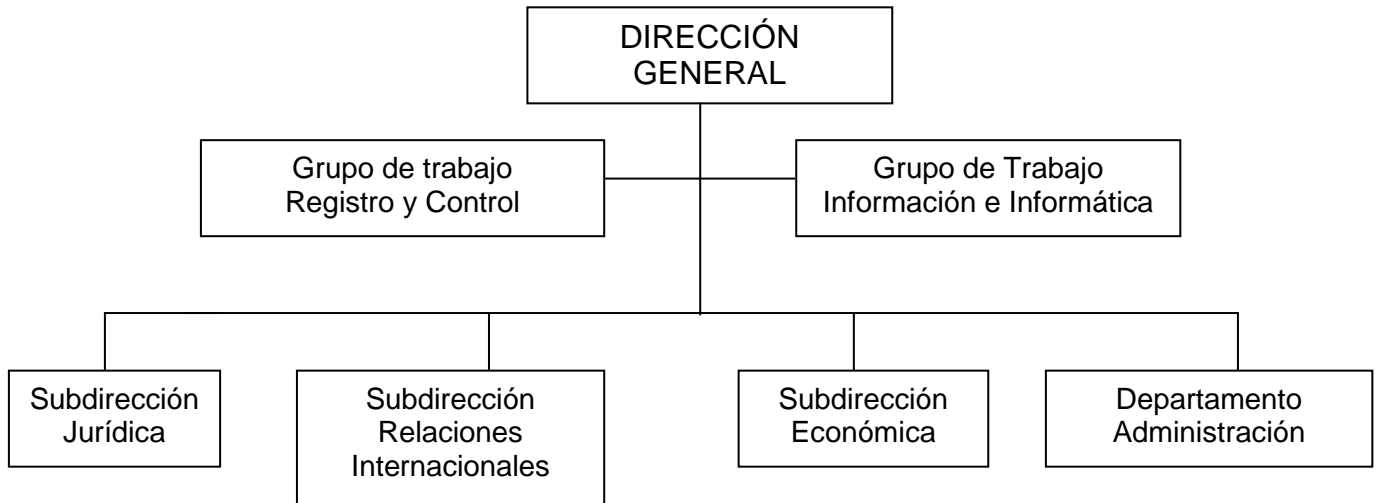 DIRECCIÓN
GENERAL
Grupo de trabajo
Registro y Control
Grupo de Trabajo
Información e Informática
Subdirección
Jurídica
Subdirección
Relaciones
Internacionales
Subdirección
Económica
Departamento
Administración